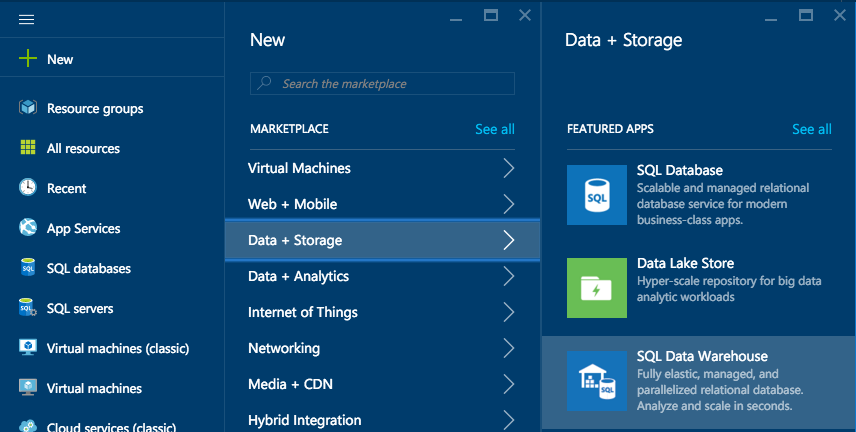 New
Resource groups
All resources
Recent
App Services
SQL databases
SQL servers
Virtual machines (classic)
Virtual machines
Cloud services (classic)
New
Search the marketplace
MARKETPLACE
See all
Virtual Machines
Web + Mobile
Data + Storage
Data + Analytics
Internet of Things
Networking
Media + CDN
Hybrid Integration
Data + Storage
FEATURED APPS
See all
SQL
SQL Database
Scalable and managed relational
database service for modern
business-class apps.
Data Lake Store
Hyper-scale repository for big data
analytic workloads
SQL
SQL Data Warehouse
Fully elastic, managed, and
parallelized relational database.
Analyze and scale in seconds.